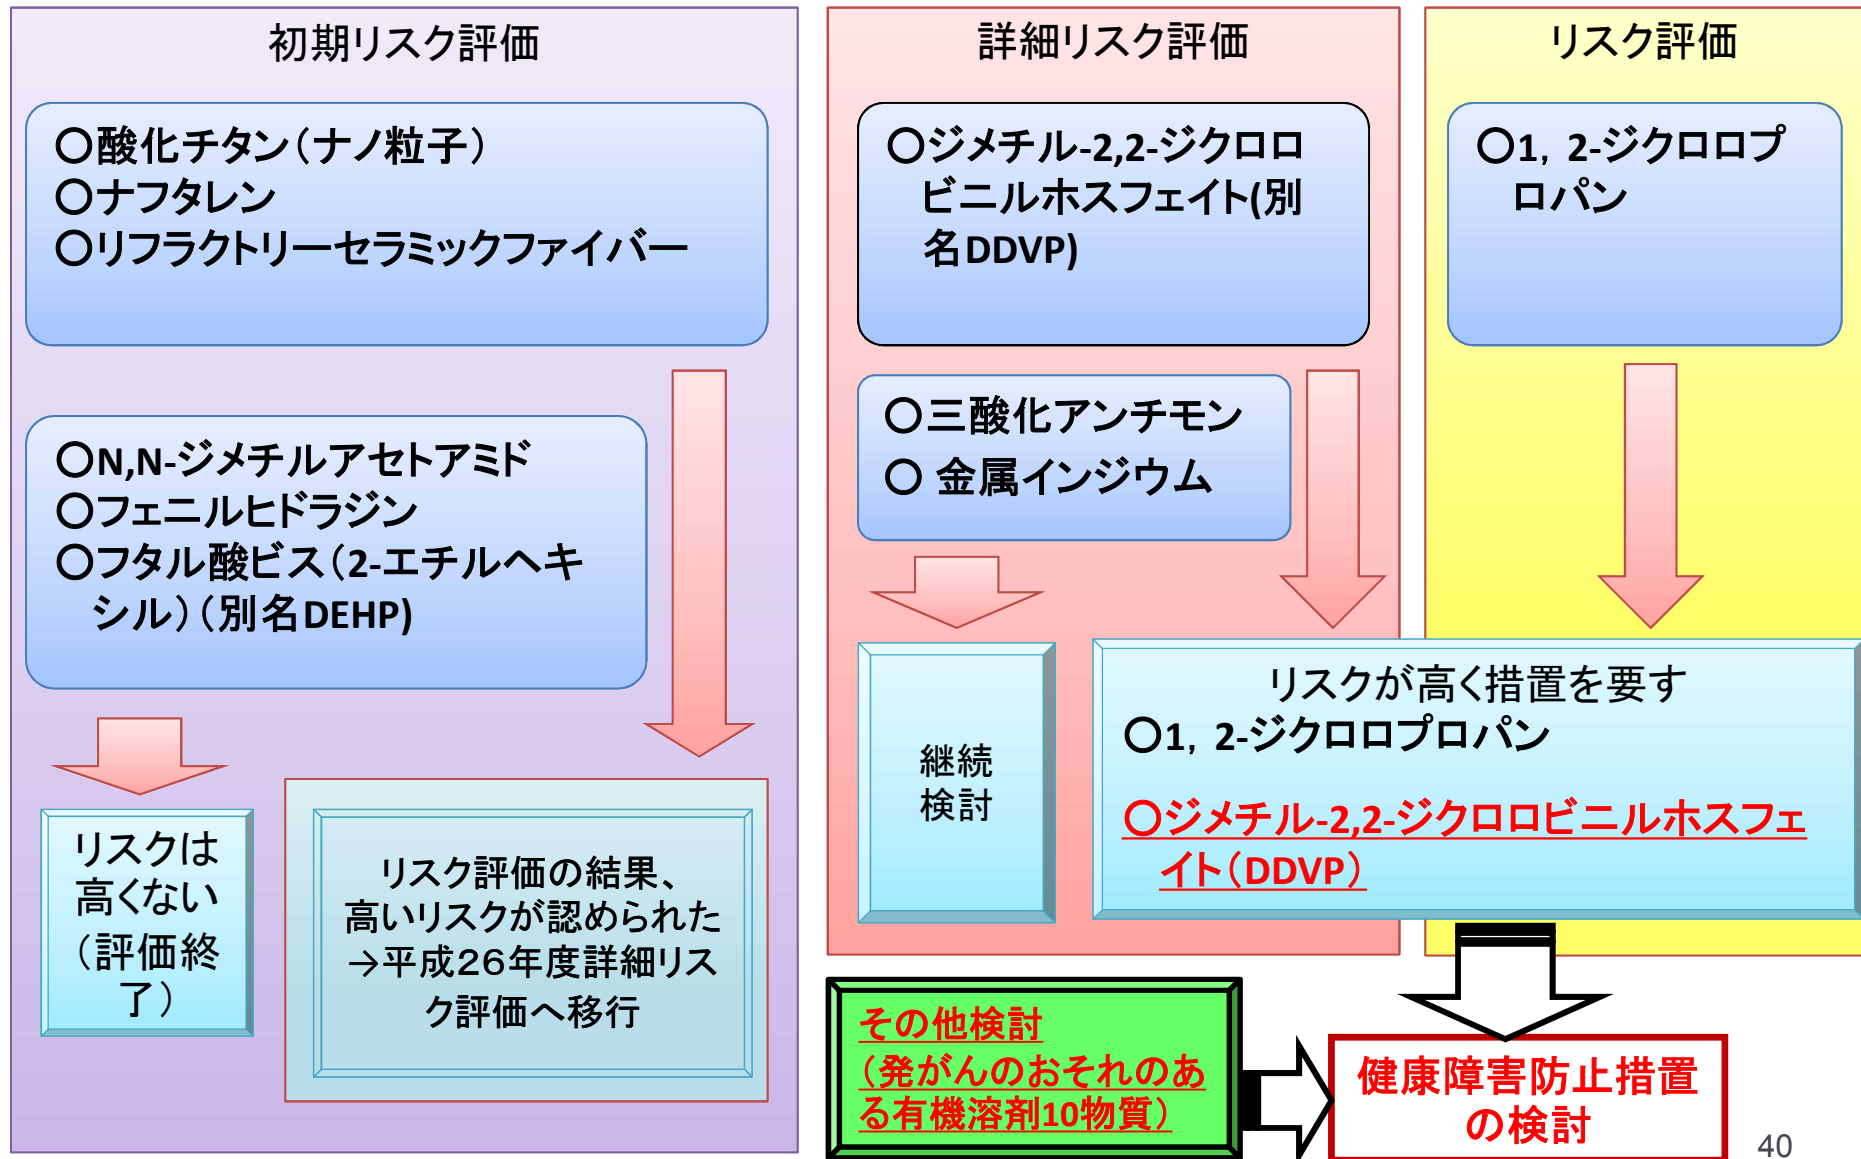 初期リスク評価
○酸化チタン（ナノ粒子）
○ナフタレン
○リフラクトリーセラミックファイバー
○N,N-ジメチルアセトアミド
○フェニルヒドラジン
○フタル酸ビス（2-エチルヘキ
シル）（別名DEHP)
リスクは
高くない
（評価終
了）
リスク評価の結果、
高いリスクが認められた
→平成２６年度詳細リス
ク評価へ移行
詳細リスク評価
○ジメチル-2,2-ジクロロ
ビニルホスフェイト(別
名DDVP)
○三酸化アンチモン
○ 金属インジウム
継続
検討
リスク評価
○1，2-ジクロロプ
ロパン
リスクが高く措置を要す
○1，2-ジクロロプロパン
○ジメチル-2,2-ジクロロビニルホスフェ
イト（DDVP）
その他検討
（発がんのおそれのあ
る有機溶剤10物質）
健康障害防止措置
の検討
40